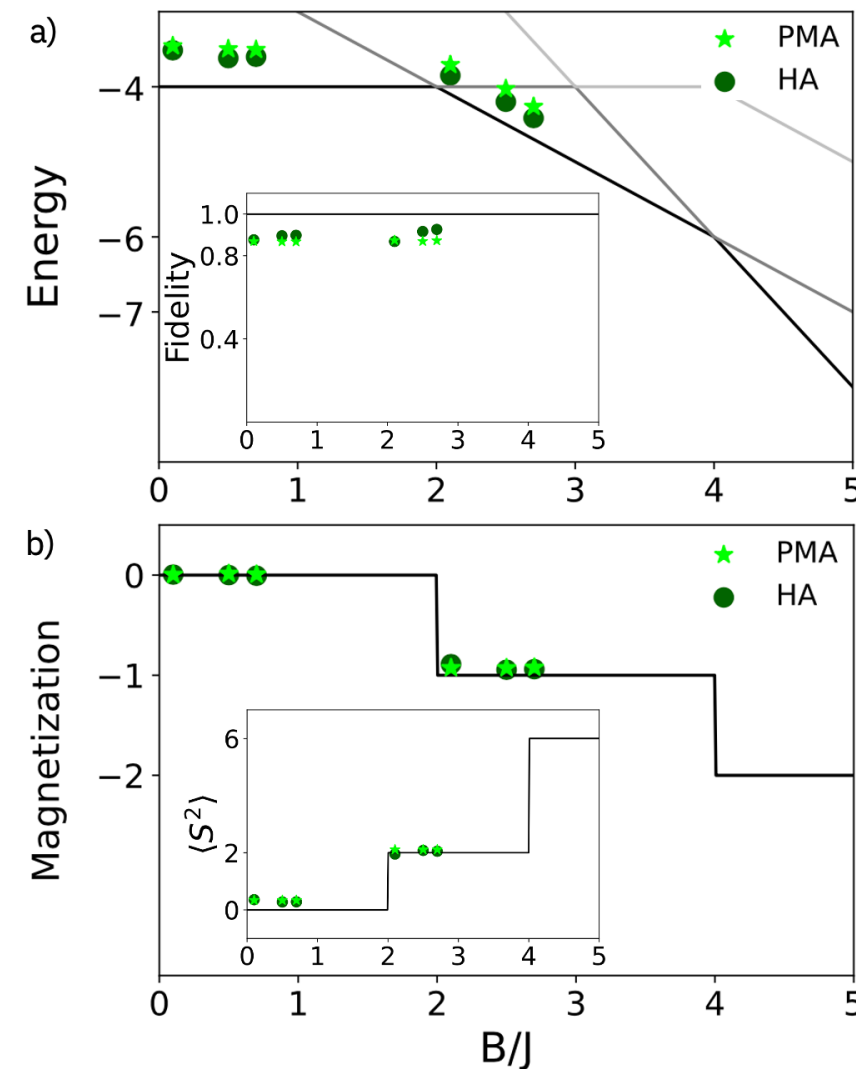 a)
PMA
HA
Energy
−4
−6
−7
Fidelity
1.0
0.8
0.4
0 1 2 3 4 5
0 1 2 3 4 5
b)
PMA
HA
Magnetization
0
−1
−2
⟨S²⟩
6
2
0
0 1 2 3 4 5
0 1 2 3 4 5
B/J